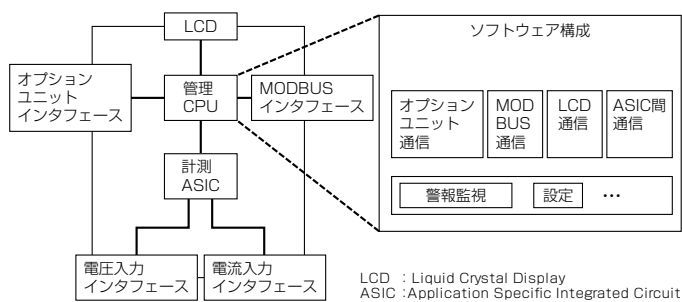 LCD
オプション
ユニット
インタフェース
管理
CPU
MODBUS
インタフェース
計測
ASIC
電圧入力
インタフェース
電流入力
インタフェース
ソフトウェア構成
オプション
ユニット
通信
MOD
BUS
通信
LCD
通信
ASIC間
通信
警報監視
設定
…
LCD ：Liquid Crystal Display
ASIC：Application Specific Integrated Circuit